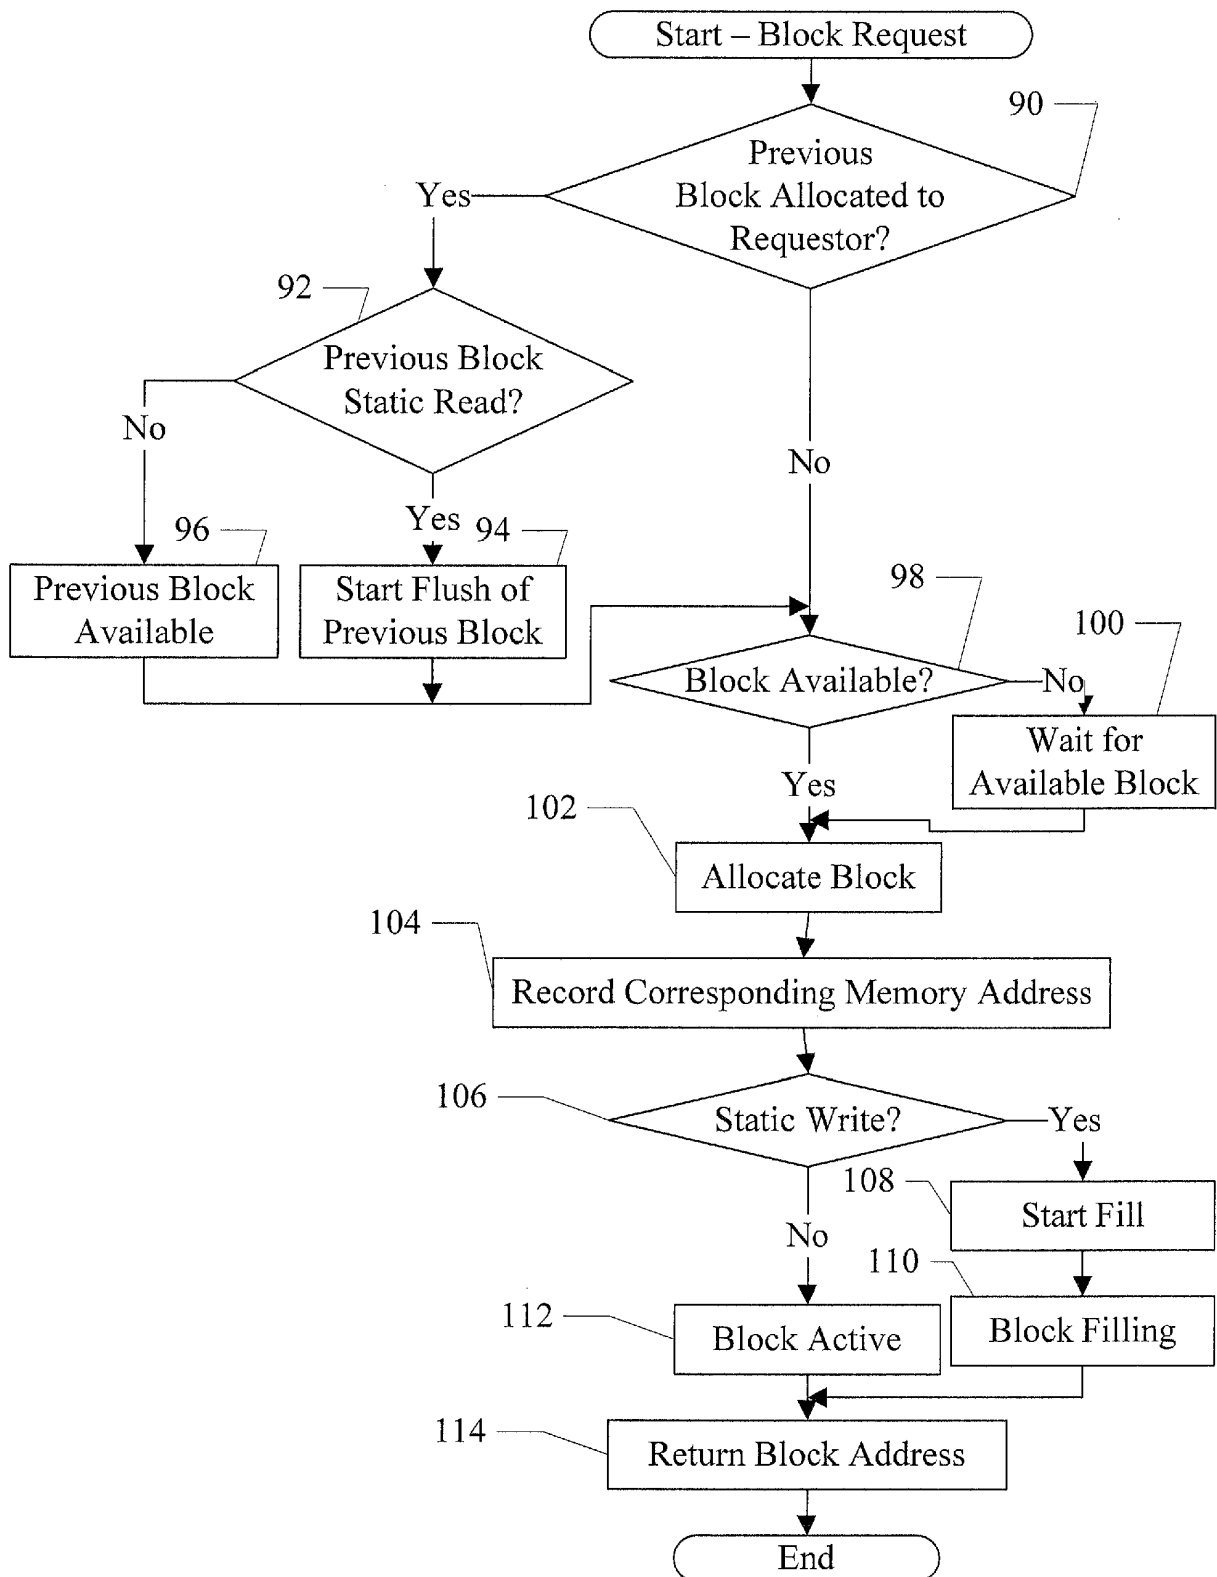 Start – Block Request
90
Previous
Block Allocated to
Requestor?
Yes
92
Previous Block
Static Read?
No
No
Yes
96
94
Previous Block
Available
Start Flush of
Previous Block
98
100
Block Available?
No
Wait for
Available Block
Yes
102
Allocate Block
104
Record Corresponding Memory Address
106
Static Write?
Yes
108
Start Fill
No
110
112
Block Active
Block Filling
114
Return Block Address
End